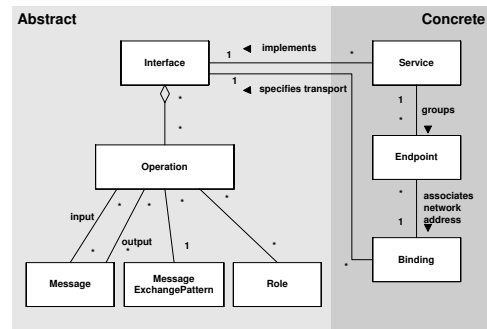 Abstract
Concrete
Interface
1
implements
*
Service
1
specifies transport
*
*
1
groups
*
Operation
Endpoint
*
associates
network
address
1
input
*
*
*
*
output
*
*
1
*
*
Message
Message
ExchangePattern
Role
Binding